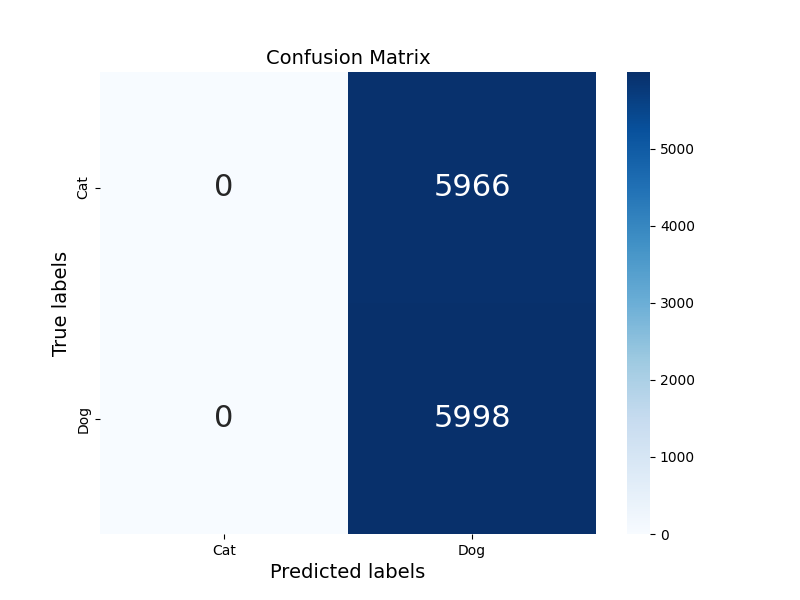 Confusion Matrix
Cat
0
5966
Dog
0
5998
True labels
Cat
Dog
Predicted labels
5000
4000
3000
2000
1000
0